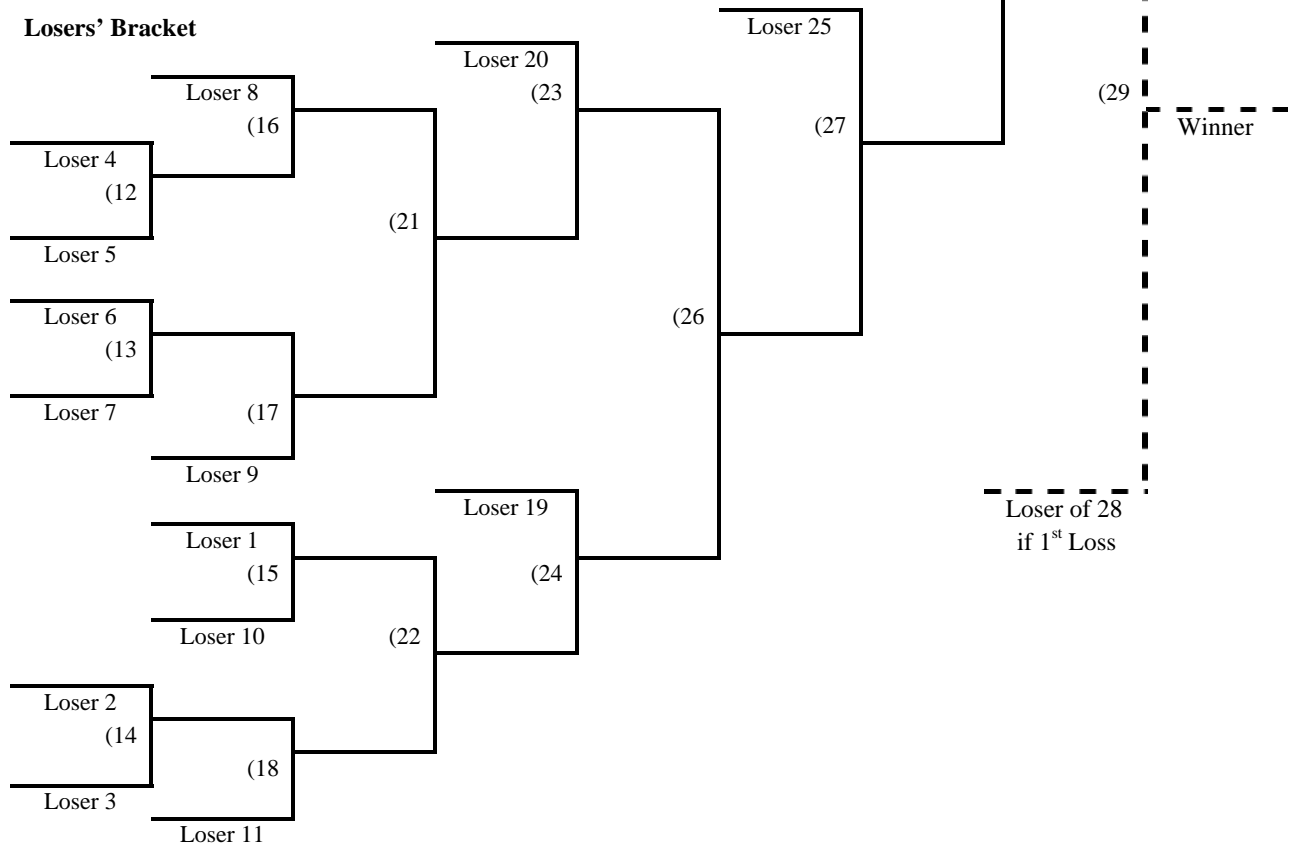 Losers’ Bracket
Loser 25
Loser 20
Loser 8
(23
(29
(16
(27
Winner
Loser 4
(12
(21
Loser 5
Loser 6
(26
(13
Loser 7
(17
Loser 9
Loser 19
Loser of 28
if 1st Loss
Loser 1
(15
(24
Loser 10
(22
Loser 2
(14
(18
Loser 3
Loser 11